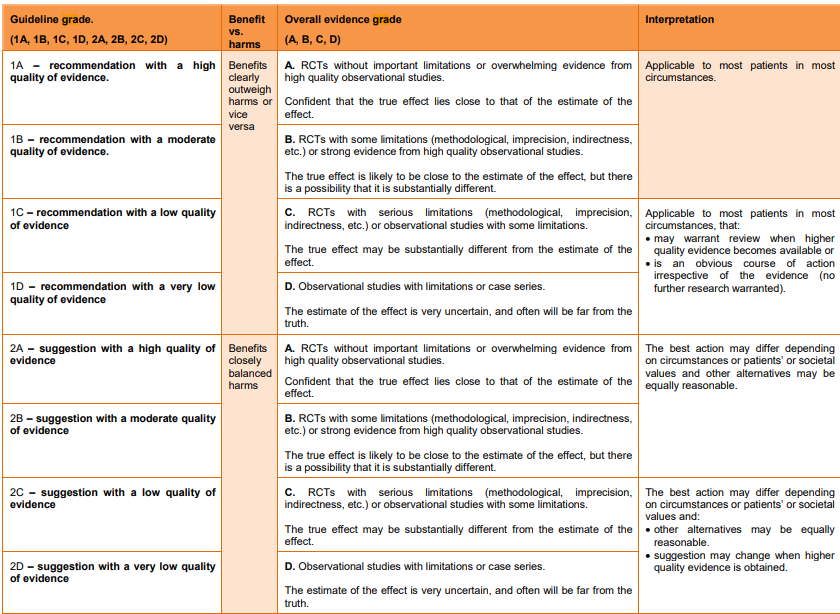 Guideline grade.
(1A, 1B, 1C, 1D, 2A, 2B, 2C, 2D)
Benefit
vs.
harms
Overall evidence grade
(A, B, C, D)
Interpretation
1A – recommendation with a high
quality of evidence.
Benefits
clearly
outweigh
harms or
vice
versa
A. RCTs without important limitations or overwhelming evidence from
high quality observational studies.
Confident that the true effect lies close to that of the estimate of the
effect.
Applicable to most patients in most
circumstances.
1B – recommendation with a moderate
quality of evidence.
B. RCTs with some limitations (methodological, imprecision, indirectness,
etc.) or strong evidence from high quality observational studies.
The true effect is likely to be close to the estimate of the effect, but there
is a possibility that it is substantially different.
1C – recommendation with a low quality
of evidence
C. RCTs with serious limitations (methodological, imprecision,
indirectness, etc.) or observational studies with some limitations.
The true effect may be substantially different from the estimate of the
effect.
Applicable to most patients in most
circumstances, that:
• may warrant review when higher
quality evidence becomes available or
• is an obvious course of action
irrespective of the evidence (no
further research warranted).
1D – recommendation with a very low
quality of evidence
D. Observational studies with limitations or case series.
The estimate of the effect is very uncertain, and often will be far from the
truth.
2A – suggestion with a high quality of
evidence
Benefits
closely
balanced
harms
A. RCTs without important limitations or overwhelming evidence from
high quality observational studies.
Confident that the true effect lies close to that of the estimate of the
effect.
The best action may differ depending
on circumstances or patients' or societal
values and other alternatives may be
equally reasonable.
2B – suggestion with a moderate quality
of evidence
B. RCTs with some limitations (methodological, imprecision, indirectness,
etc.) or strong evidence from high quality observational studies.
The true effect is likely to be close to the estimate of the effect, but there
is a possibility that it is substantially different.
2C – suggestion with a low quality of
evidence
C. RCTs with serious limitations (methodological, imprecision,
indirectness, etc.) or observational studies with some limitations.
The true effect may be substantially different from the estimate of the
effect.
The best action may differ depending
on circumstances or patients' or societal
values and:
• other alternatives may be equally
reasonable.
• suggestion may change when higher
quality evidence is obtained.
2D – suggestion with a very low quality
of evidence
D. Observational studies with limitations or case series.
The estimate of the effect is very uncertain, and often will be far from the
truth.